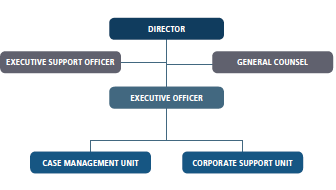 DIRECTOR
EXECUTIVE SUPPORT OFFICER
GENERAL COUNSEL
EXECUTIVE OFFICER
CASE MANAGEMENT UNIT
CORPORATE SUPPORT UNIT